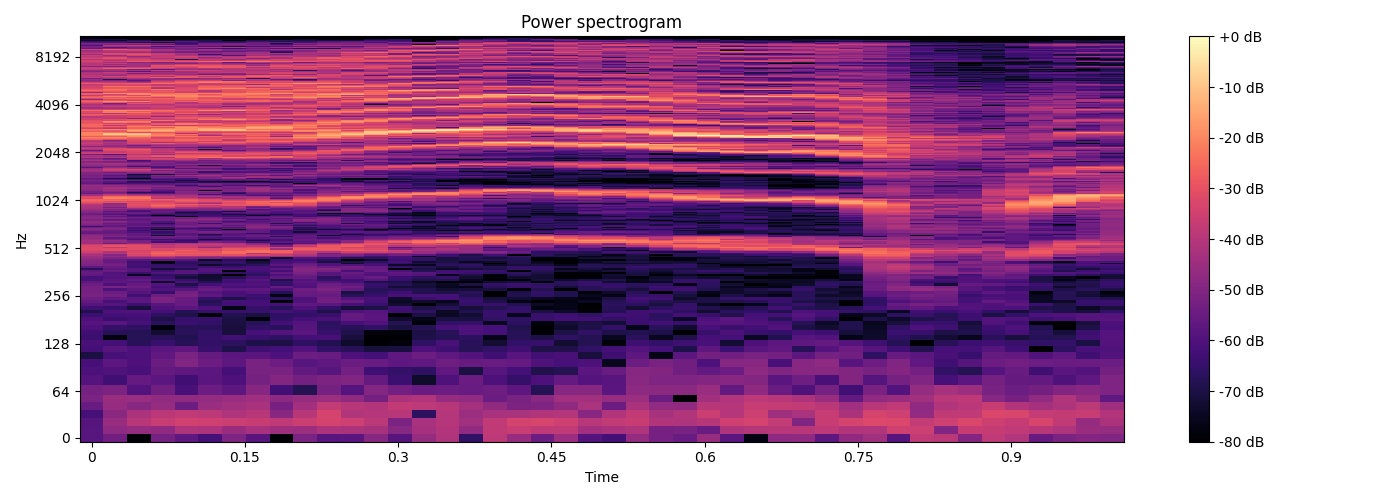 Power spectrogram
8192
4096
2048
1024
512
256
128
64
0
Hz
0 0.15 0.3 0.45 0.6 0.75 0.9
Time
+0 dB
-10 dB
-20 dB
-30 dB
-40 dB
-50 dB
-60 dB
-70 dB
-80 dB